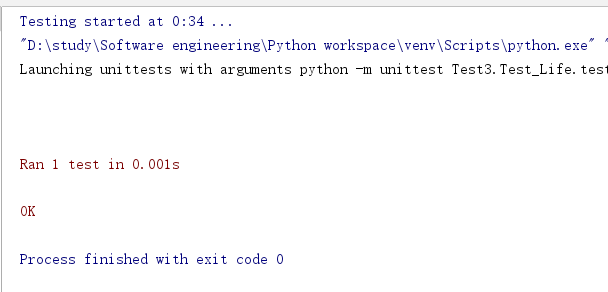 Testing started at 0:34 ...
"D:\study\Software engineering\Python workspace\venv\Scripts\python.exe" "
Launching unittests with arguments python -m unittest Test3.Test_Life.test
Ran 1 test in 0.001s
OK
Process finished with exit code 0